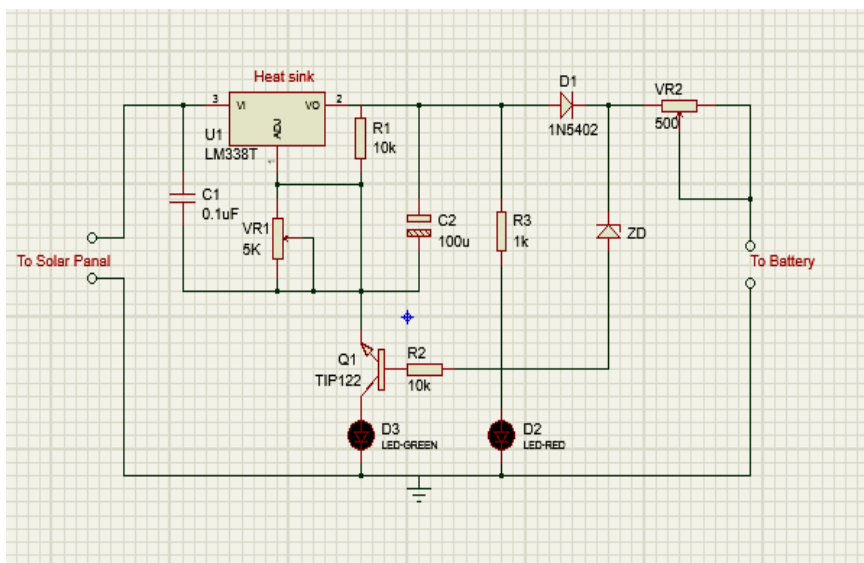 Heat sink
3
VI
VO
2
ADJ
1
U1
LM338T
R1
10k
D1
1N5402
VR2
500
C1
0.1uF
VR1
5K
C2
100u
R3
1k
ZD
To Solar Panal
To Battery
Q1
TIP122
R2
10k
D3
LED-GREEN
D2
LED-RED